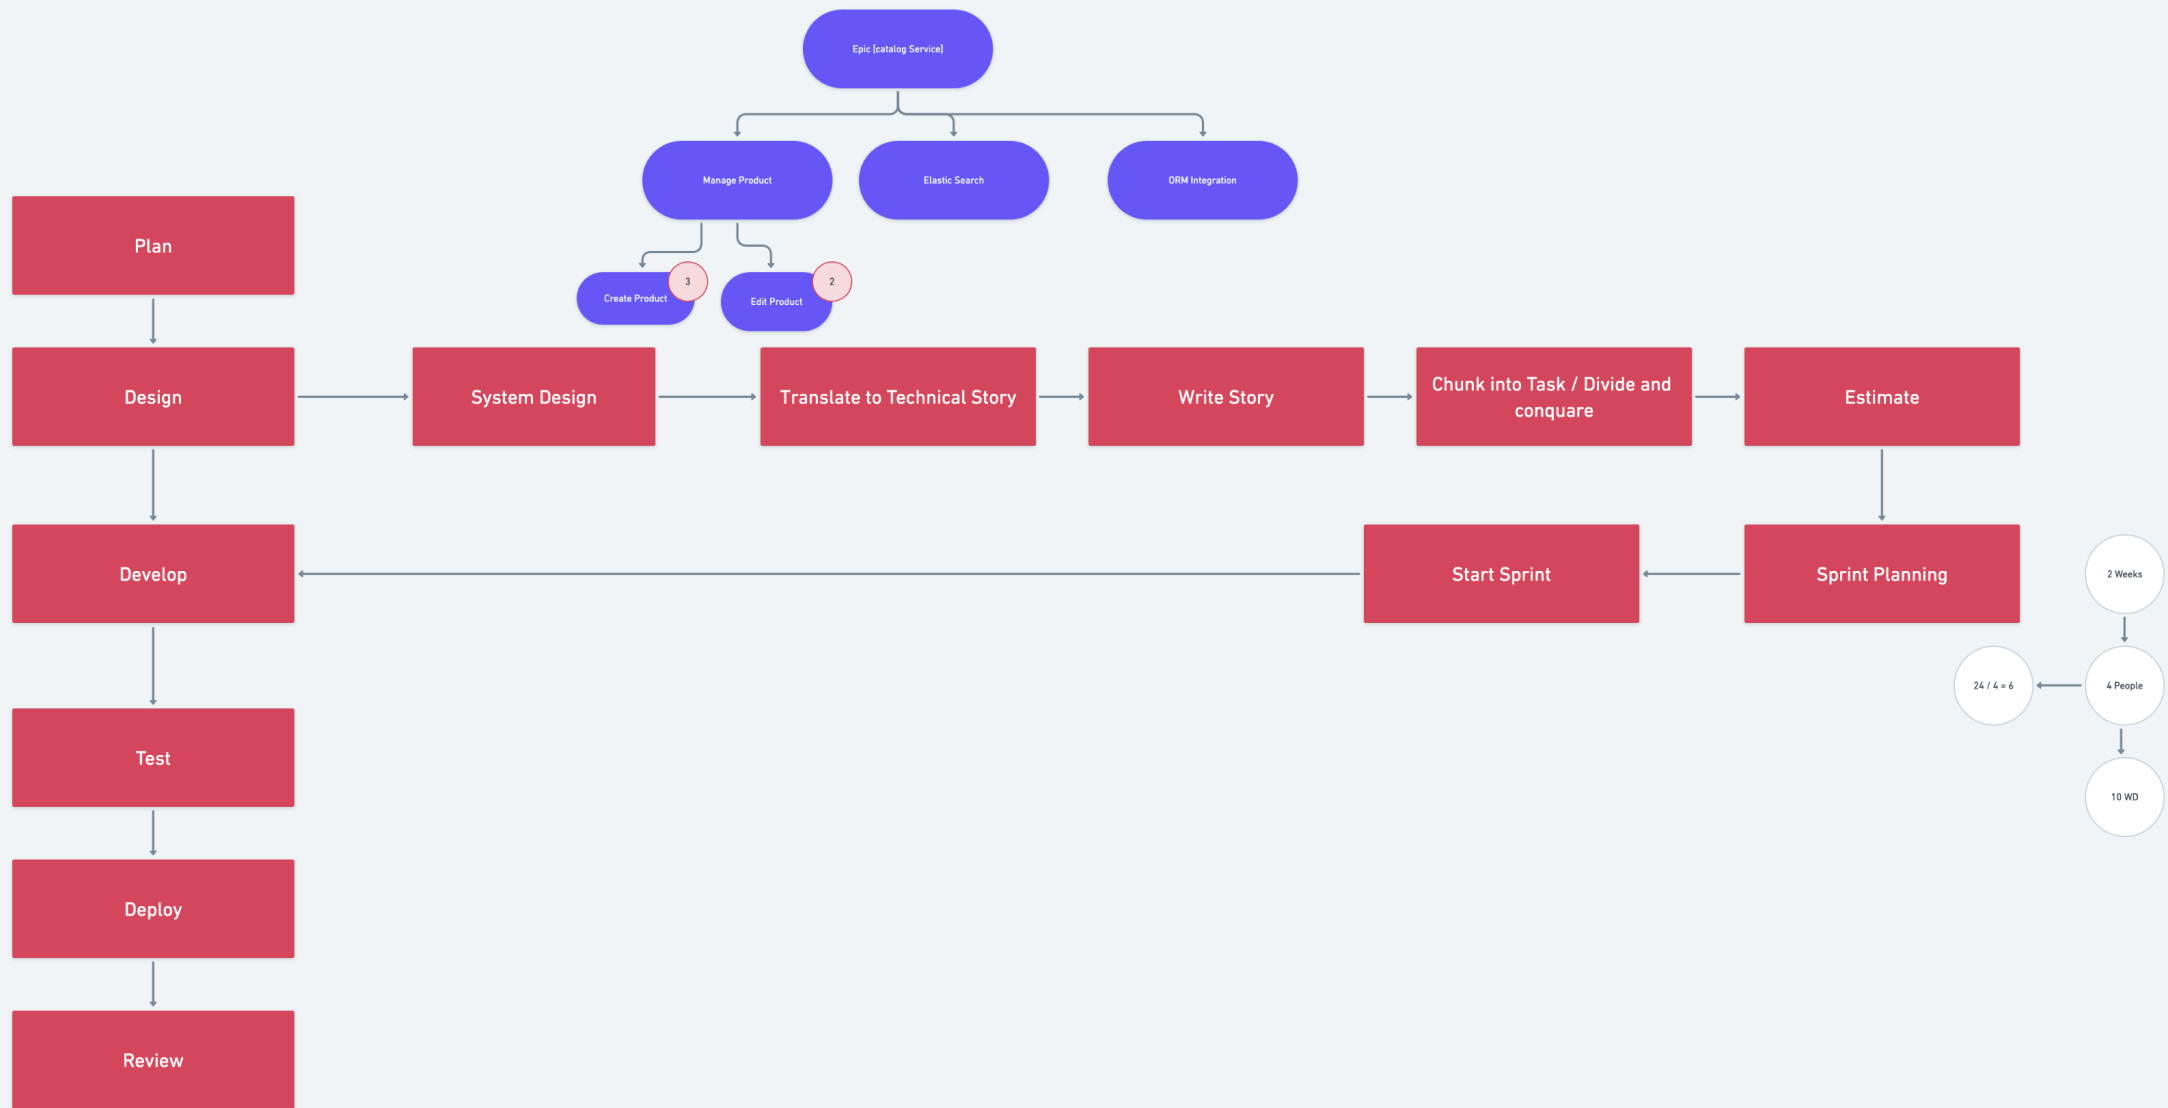 Epic [catalog Service]
Manage Product
Elastic Search
ORM Integration
Plan
Create Product
3
Edit Product
2
Design
System Design
Translate to Technical Story
Write Story
Chunk into Task / Divide and
conquare
Estimate
Develop
Start Sprint
Sprint Planning
2 Weeks
24 / 4 = 6
4 People
Test
10 WD
Deploy
Review